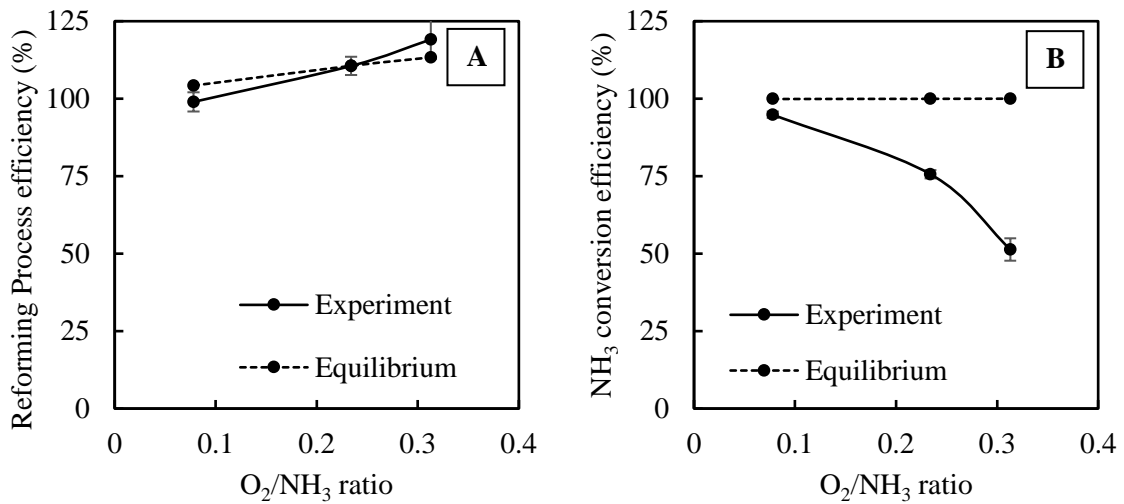 Reforming Process efficiency (%)
125
100
75
50
25
0
A
Experiment
Equilibrium
0 0.1 0.2 0.3 0.4
O₂/NH₃ ratio
NH₃ conversion efficiency (%)
125
100
75
50
25
0
B
Experiment
Equilibrium
0 0.1 0.2 0.3 0.4
O₂/NH₃ ratio